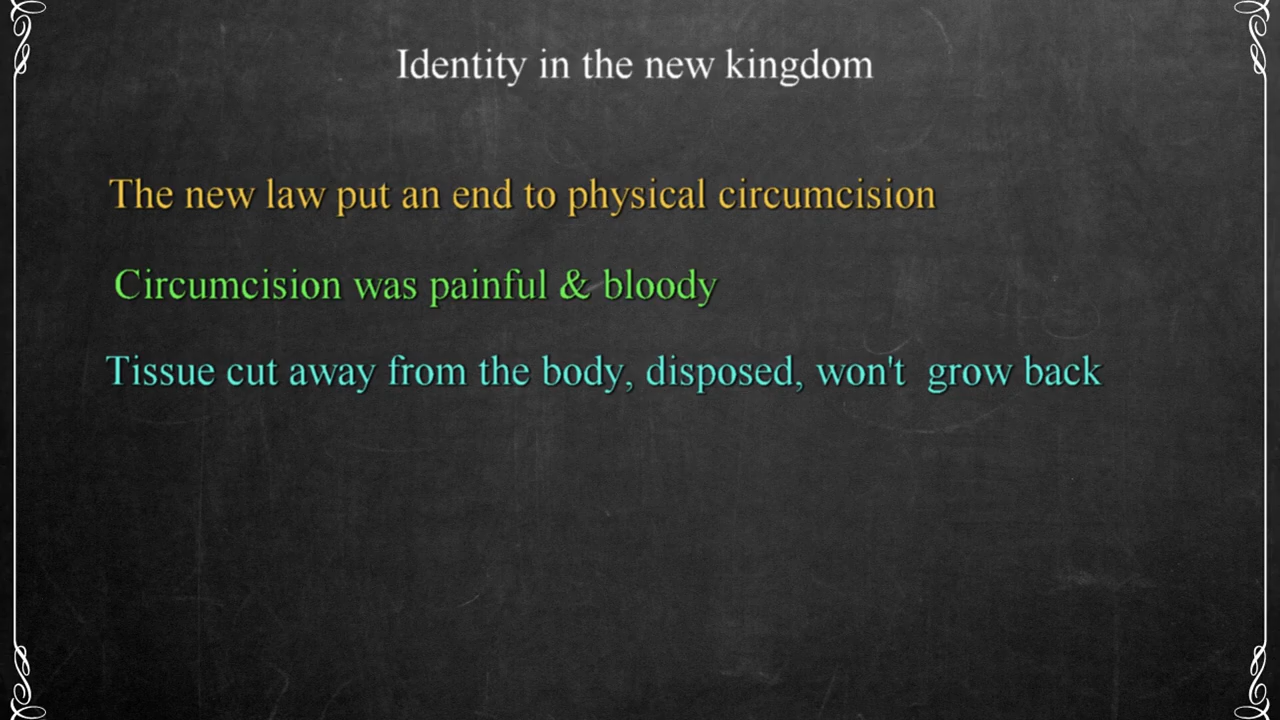 Identity in the new kingdom
The new law put an end to physical circumcision
Circumcision was painful & bloody
Tissue cut away from the body, disposed, won't  grow back